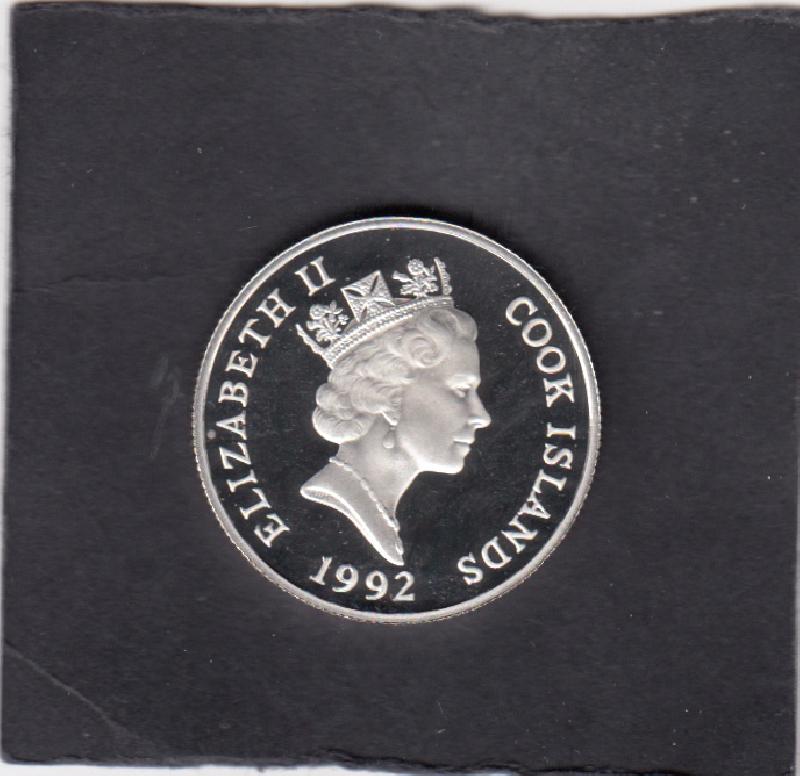 ELIZABETH II
COOK ISLANDS
1992